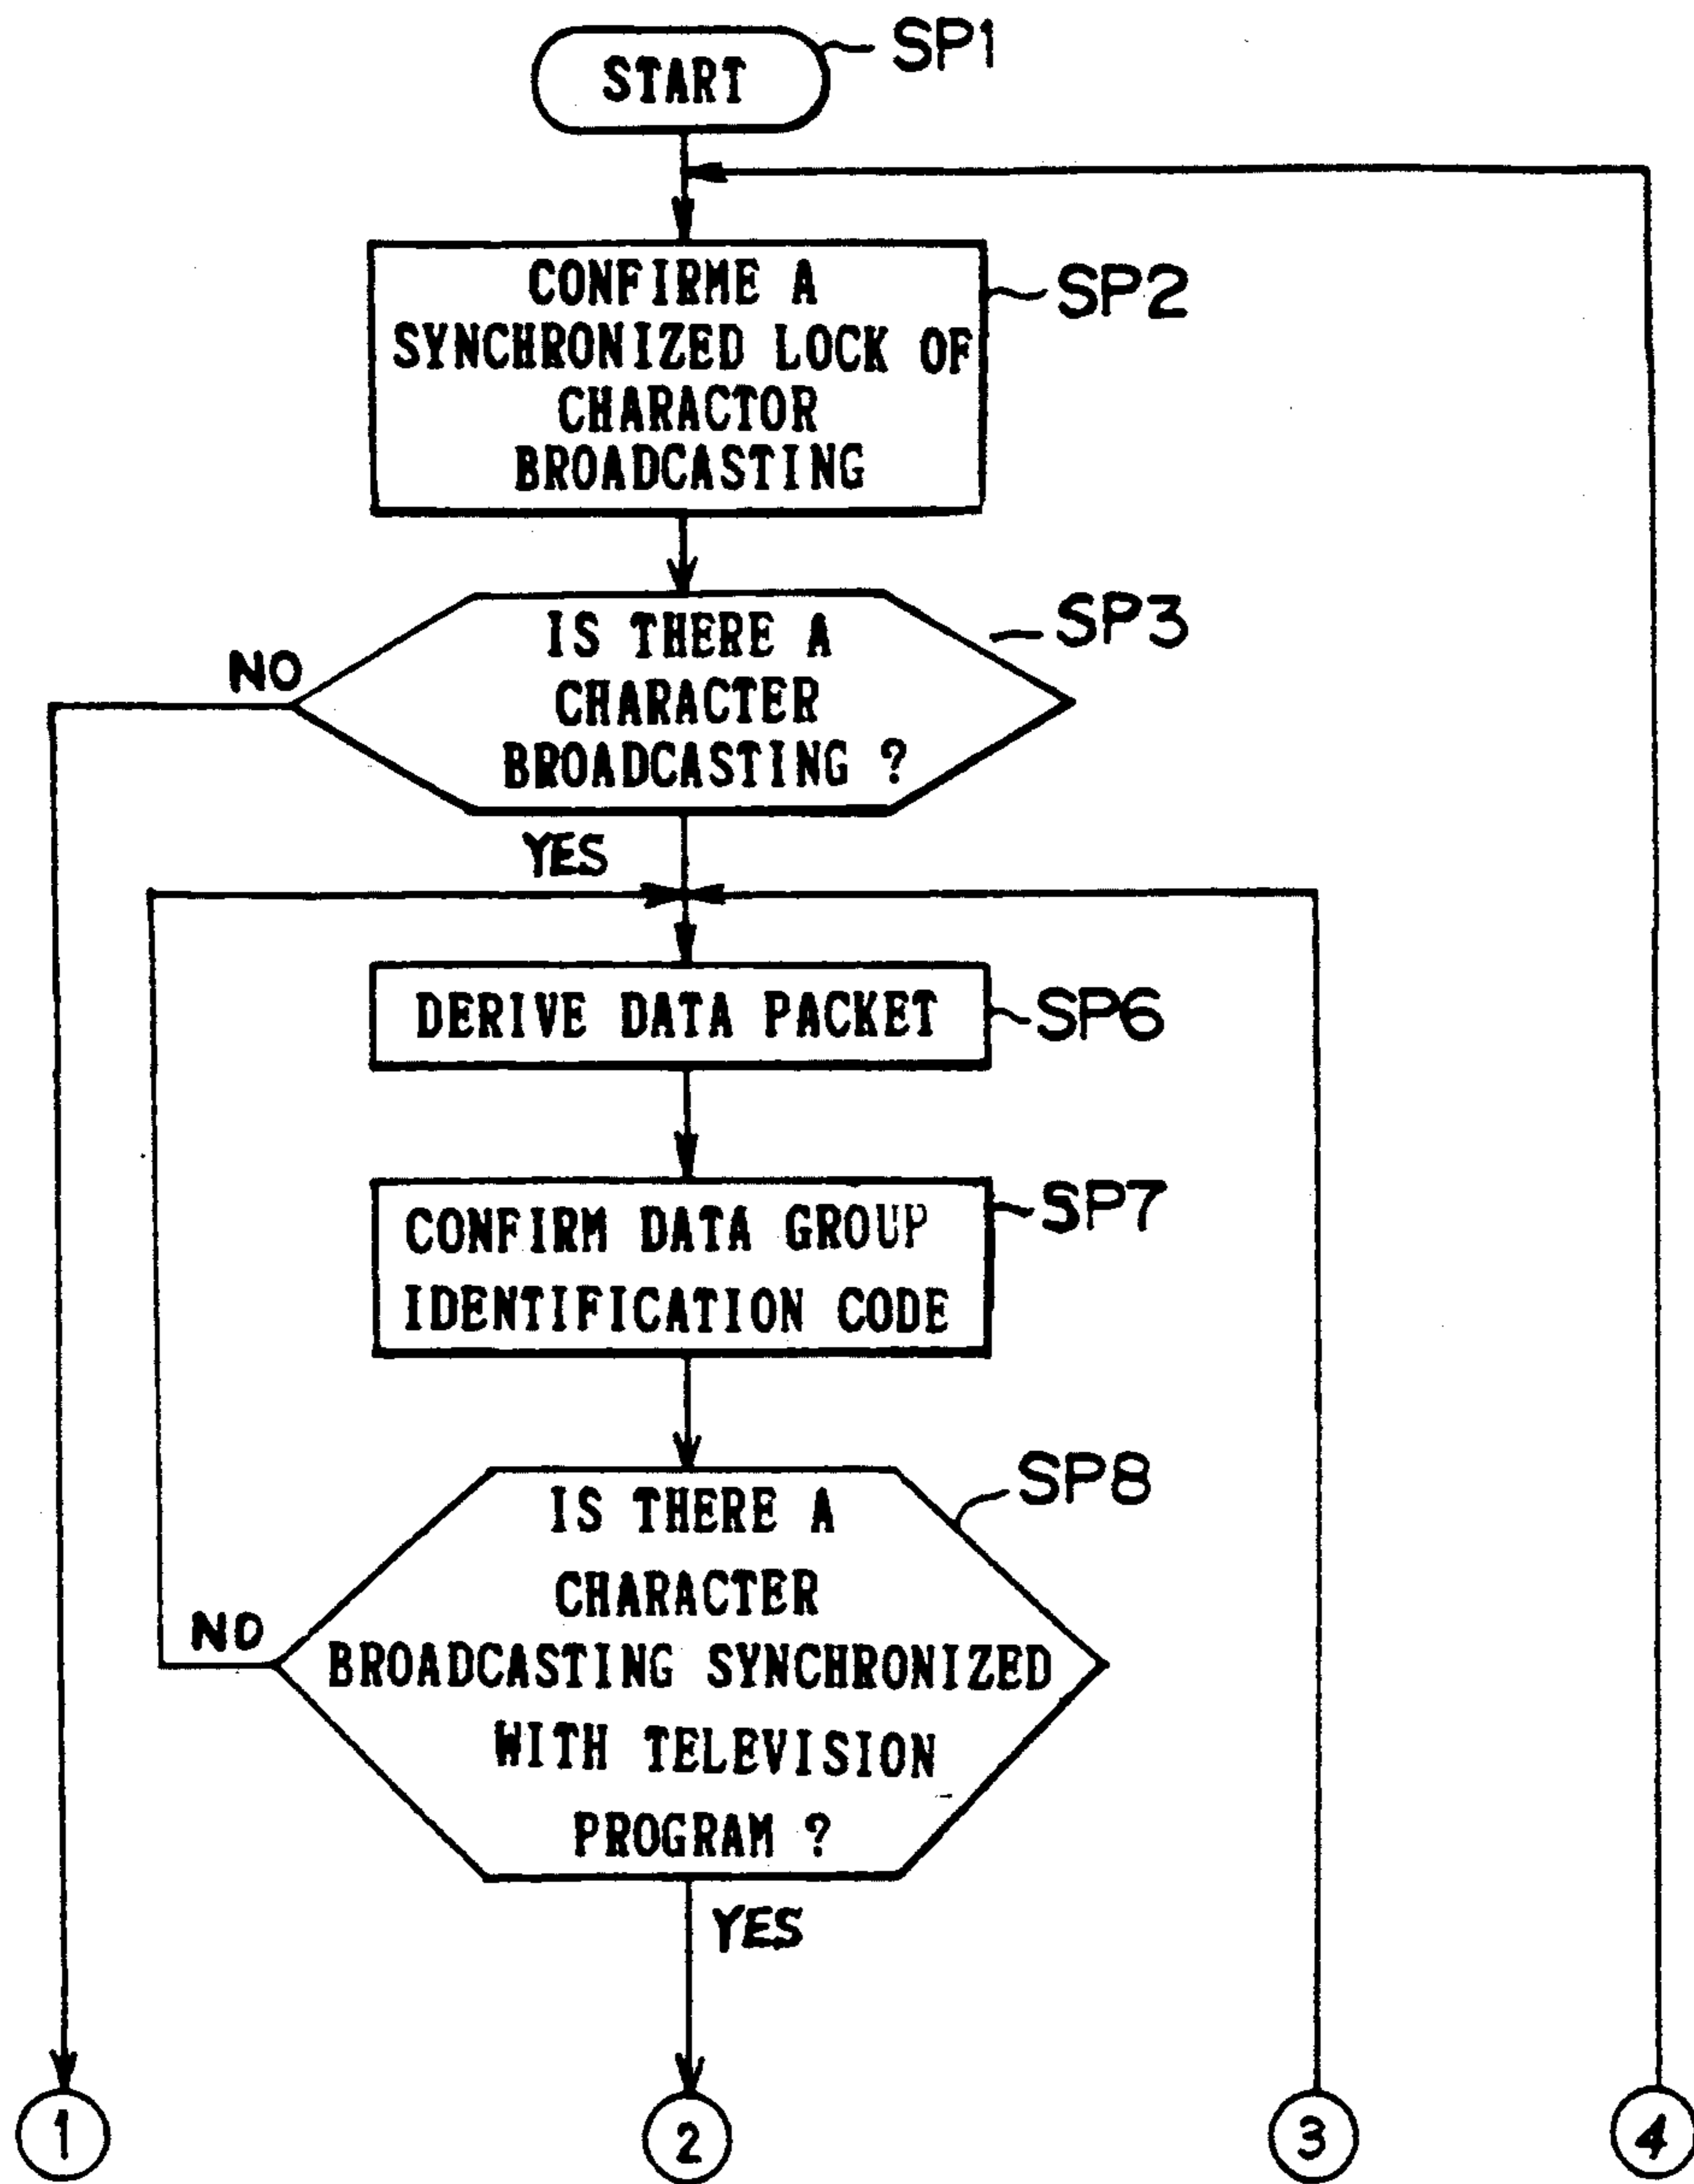 START
SP1
CONFIRME A
SYNCHRONIZED LOCK OF
CHARACTOR
BROADCASTING
SP2
IS THERE A
CHARACTER
BROADCASTING ?
SP3
NO
YES
DERIVE DATA PACKET
SP6
CONFIRM DATA GROUP
IDENTIFICATION CODE
SP7
IS THERE A
CHARACTER
BROADCASTING SYNCHRONIZED
WITH TELEVISION
PROGRAM ?
SP8
NO
YES
1
2
3
4